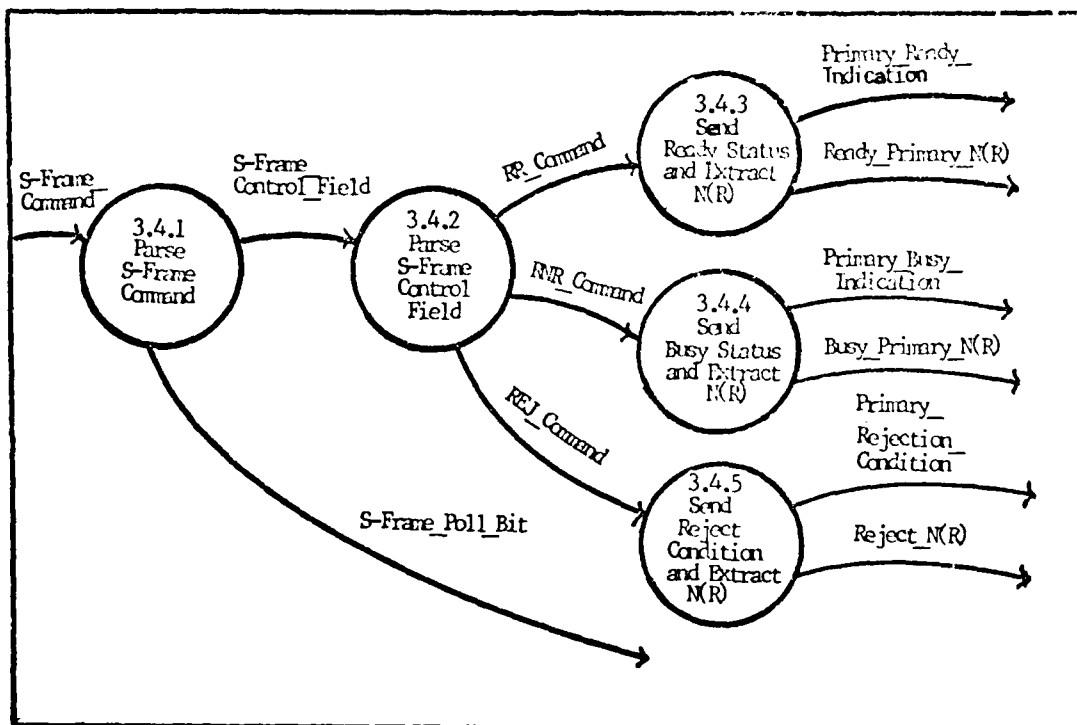 S-Frame_
Command
3.4.1
Parse
S-Frame
Command
S-Frame
Control_Field
3.4.2
Parse
S-Frame
Control
Field
RR_Command
RNR_Command
REJ_Command
S-Frame_Poll_Bit
3.4.3
Send
Ready Status
and Extract
N(R)
Primary_Ready_
Indication
Ready_Primary_N(R)
3.4.4
Send
Busy Status
and Extract
N(R)
Primary_Busy_
Indication
Busy_Primary_N(R)
3.4.5
Send
Reject
Condition
and Extract
N(R)
Primary_
Rejection_
Condition
Reject_N(R)